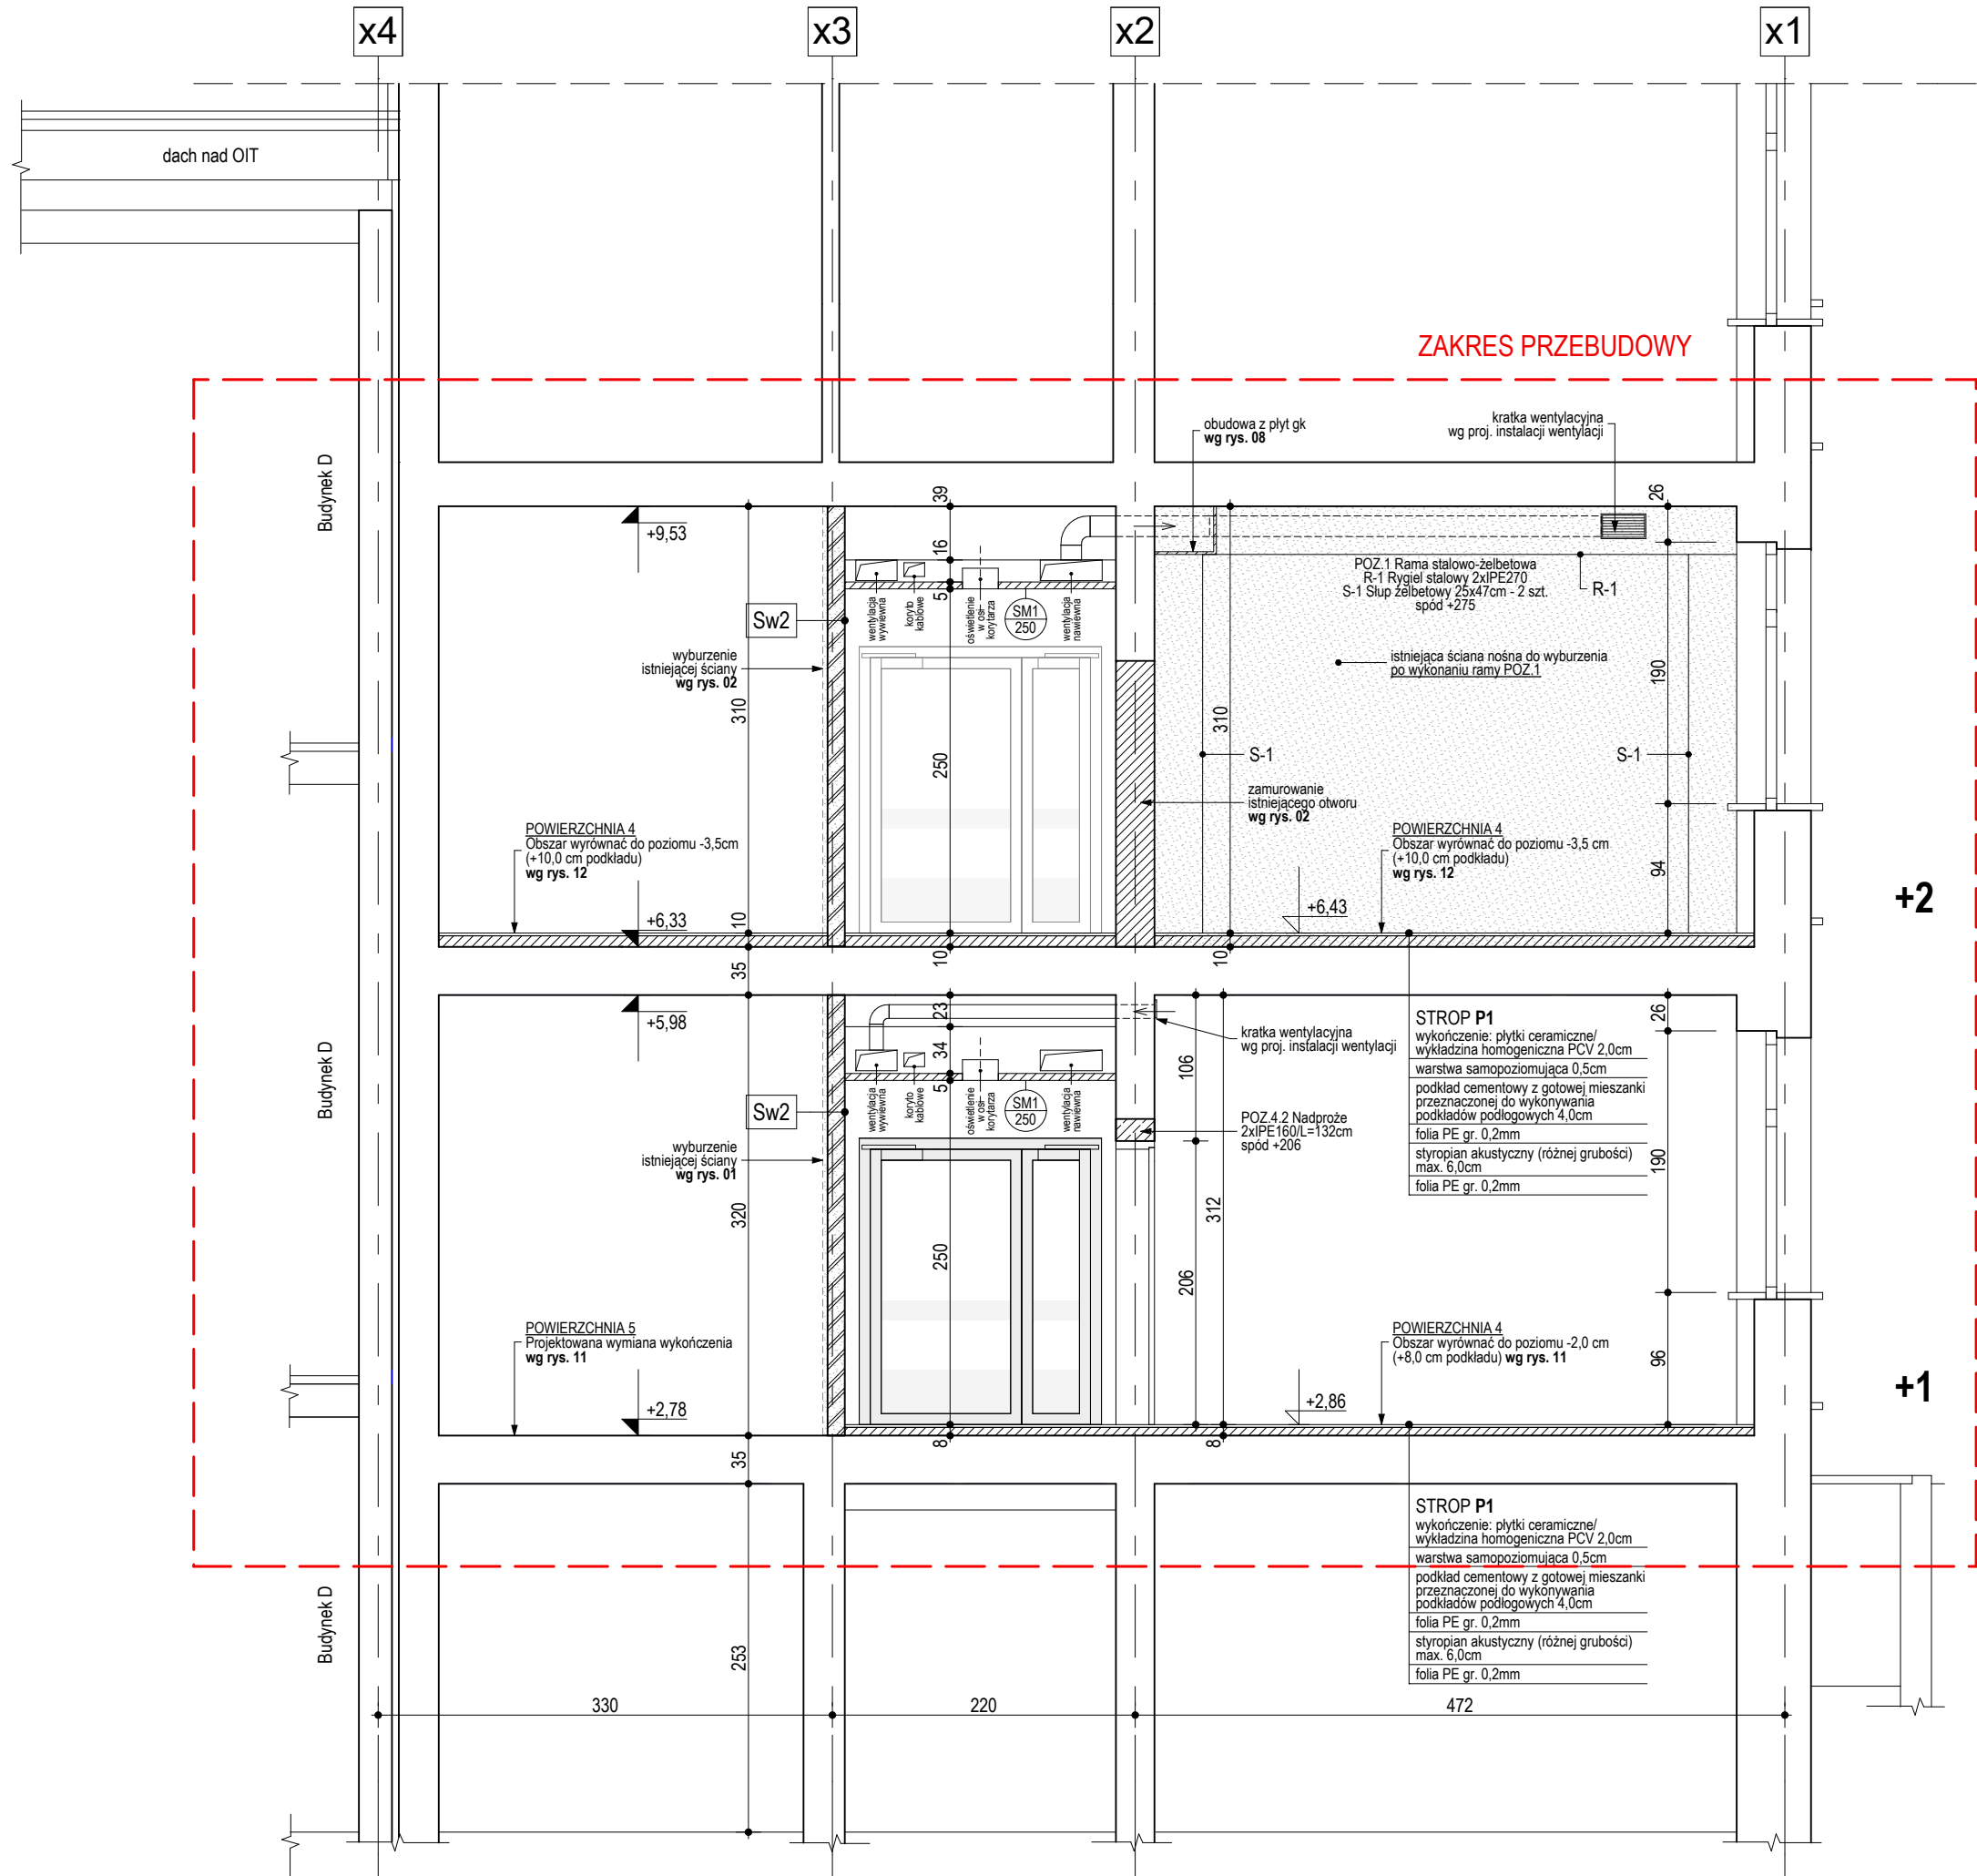 x4
x3
x2
x1
dach nad OIT
ZAKRES PRZEBUDOWY
Budynek D
obudowa z płyt gk
wg rys. 08
kratka wentylacyjna
wg proj. instalacji wentylacji
+9,53
39
16
5
26
POZ.1 Rama stalowo-żelbetowa
R-1 Rygiel stalowy 2xIPE270
S-1 Słup żelbetowy 25x47cm - 2 szt.
spód +275
R-1
wentylacja
wywiewna
koryto
kablowe
oświetlenie
w osi
korytarza
SM1
250
wentylacja
nawiewna
Sw2
wyburzenie
istniejącej ściany
wg rys. 02
istniejąca ściana nośna do wyburzenia
po wykonaniu ramy POZ.1
310
250
310
190
S-1
S-1
zamurowanie
istniejącego otworu
wg rys. 02
POWIERZCHNIA 4
Obszar wyrównać do poziomu -3,5cm
(+10,0 cm podkładu)
wg rys. 12
POWIERZCHNIA 4
Obszar wyrównać do poziomu -3,5 cm
(+10,0 cm podkładu)
wg rys. 12
94
+2
+6,33
10
+6,43
10
10
35
Budynek D
+5,98
23
34
5
106
26
kratka wentylacyjna
wg proj. instalacji wentylacji
STROP P1
wykończenie: płytki ceramiczne/
wykładzina homogeniczna PCV 2,0cm
warstwa samopoziomująca 0,5cm
podkład cementowy z gotowej mieszanki
przeznaczonej do wykonywania
podkładów podłogowych 4,0cm
folia PE gr. 0,2mm
styropian akustyczny (różnej grubości)
max. 6,0cm
folia PE gr. 0,2mm
wentylacja
wywiewna
koryto
kablowe
oświetlenie
w osi
korytarza
SM1
250
wentylacja
nawiewna
Sw2
POZ.4.2 Nadproże
2xIPE160/L=132cm
spód +206
wyburzenie
istniejącej ściany
wg rys. 01
320
250
206
312
190
POWIERZCHNIA 5
Projektowana wymiana wykończenia
wg rys. 11
POWIERZCHNIA 4
Obszar wyrównać do poziomu -2,0 cm
(+8,0 cm podkładu) wg rys. 11
96
+1
+2,78
+2,86
8
8
35
STROP P1
wykończenie: płytki ceramiczne/
wykładzina homogeniczna PCV 2,0cm
warstwa samopoziomująca 0,5cm
podkład cementowy z gotowej mieszanki
przeznaczonej do wykonywania
podkładów podłogowych 4,0cm
folia PE gr. 0,2mm
styropian akustyczny (różnej grubości)
max. 6,0cm
folia PE gr. 0,2mm
Budynek D
253
330
220
472